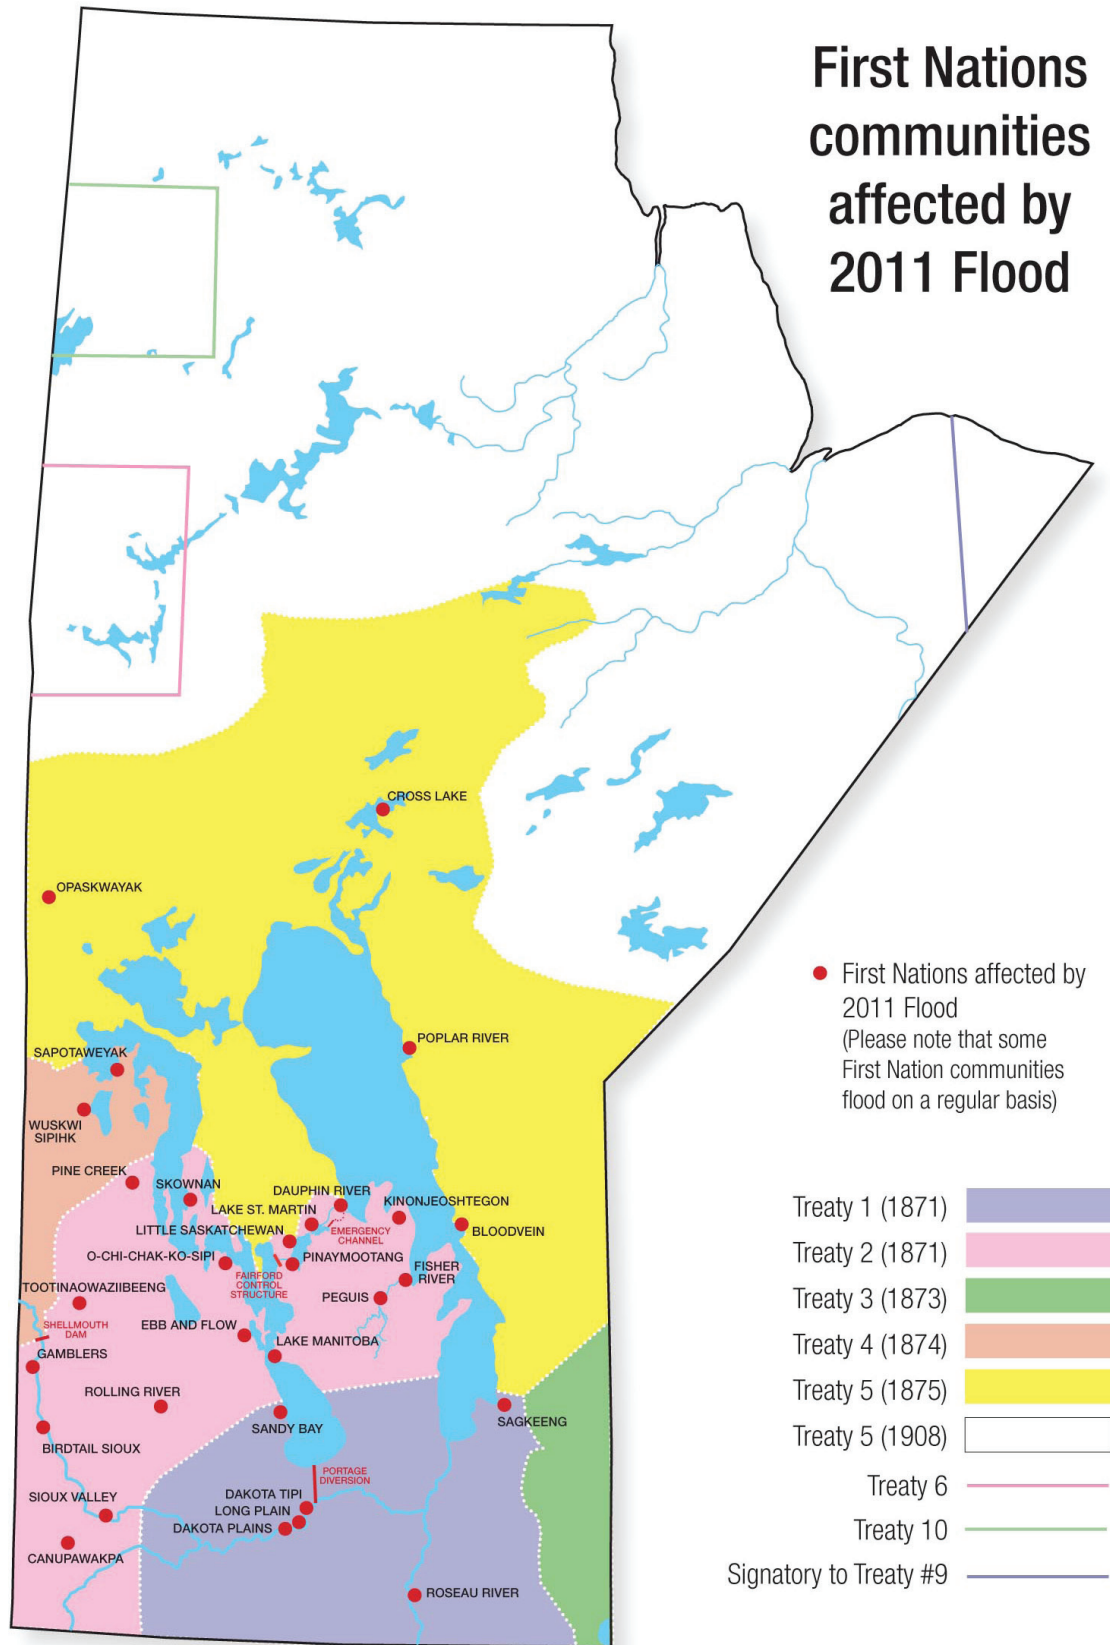 First Nations
communities
affected by
2011 Flood
CROSS LAKE
OPASKWAYAK
POPLAR RIVER
SAPOTAWEYAK
WUSKWI
SIPIHK
PINE CREEK
SKOWNAN
DAUPHIN RIVER
KINONJEOSHTEGON
LAKE ST. MARTIN
BLOODVEIN
LITTLE SASKATCHEWAN
EMERGENCY
CHANNEL
O-CHI-CHAK-KO-SIPI
PINAYMOOTANG
FISHER
RIVER
FAIRFORD
CONTROL
STRUCTURE
TOOTINAOWAZIIBEENG
PEGUIS
SHELLMOUTH
DAM
EBB AND FLOW
LAKE MANITOBA
GAMBLERS
ROLLING RIVER
SANDY BAY
SAGKEENG
BIRDTAIL SIOUX
PORTAGE
DIVERSION
SIOUX VALLEY
DAKOTA TIPI
LONG PLAIN
DAKOTA PLAINS
CANUPAWAKPA
ROSEAU RIVER
First Nations affected by
2011 Flood
(Please note that some
First Nation communities
flood on a regular basis)
Treaty 1 (1871)
Treaty 2 (1871)
Treaty 3 (1873)
Treaty 4 (1874)
Treaty 5 (1875)
Treaty 5 (1908)
Treaty 6
Treaty 10
Signatory to Treaty #9